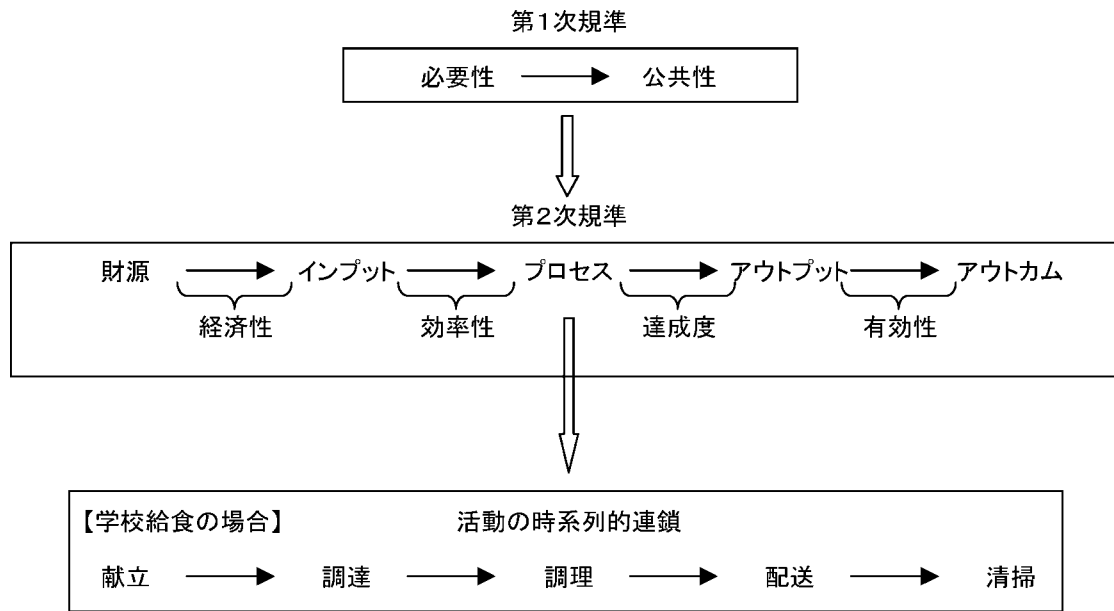 第1次規準
必要性 公共性
第2次規準
財源 インプット プロセス アウトプット アウトカム
経済性 効率性 達成度 有効性
【学校給食の場合】 活動の時系列的連鎖
献立 調達 調理 配送 清掃